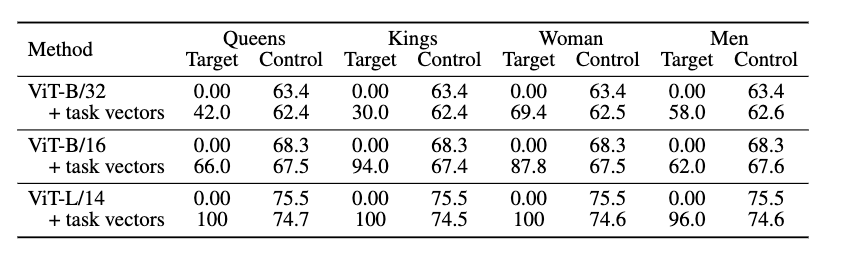 Method Queens Kings Woman Men
Target Control Target Control Target Control Target Control
ViT-B/32 0.00 63.4 0.00 63.4 0.00 63.4 0.00 63.4
+ task vectors 42.0 62.4 30.0 62.4 69.4 62.5 58.0 62.6
ViT-B/16 0.00 68.3 0.00 68.3 0.00 68.3 0.00 68.3
+ task vectors 66.0 67.5 94.0 67.4 87.8 67.5 62.0 67.6
ViT-L/14 0.00 75.5 0.00 75.5 0.00 75.5 0.00 75.5
+ task vectors 100 74.7 100 74.5 100 74.6 96.0 74.6